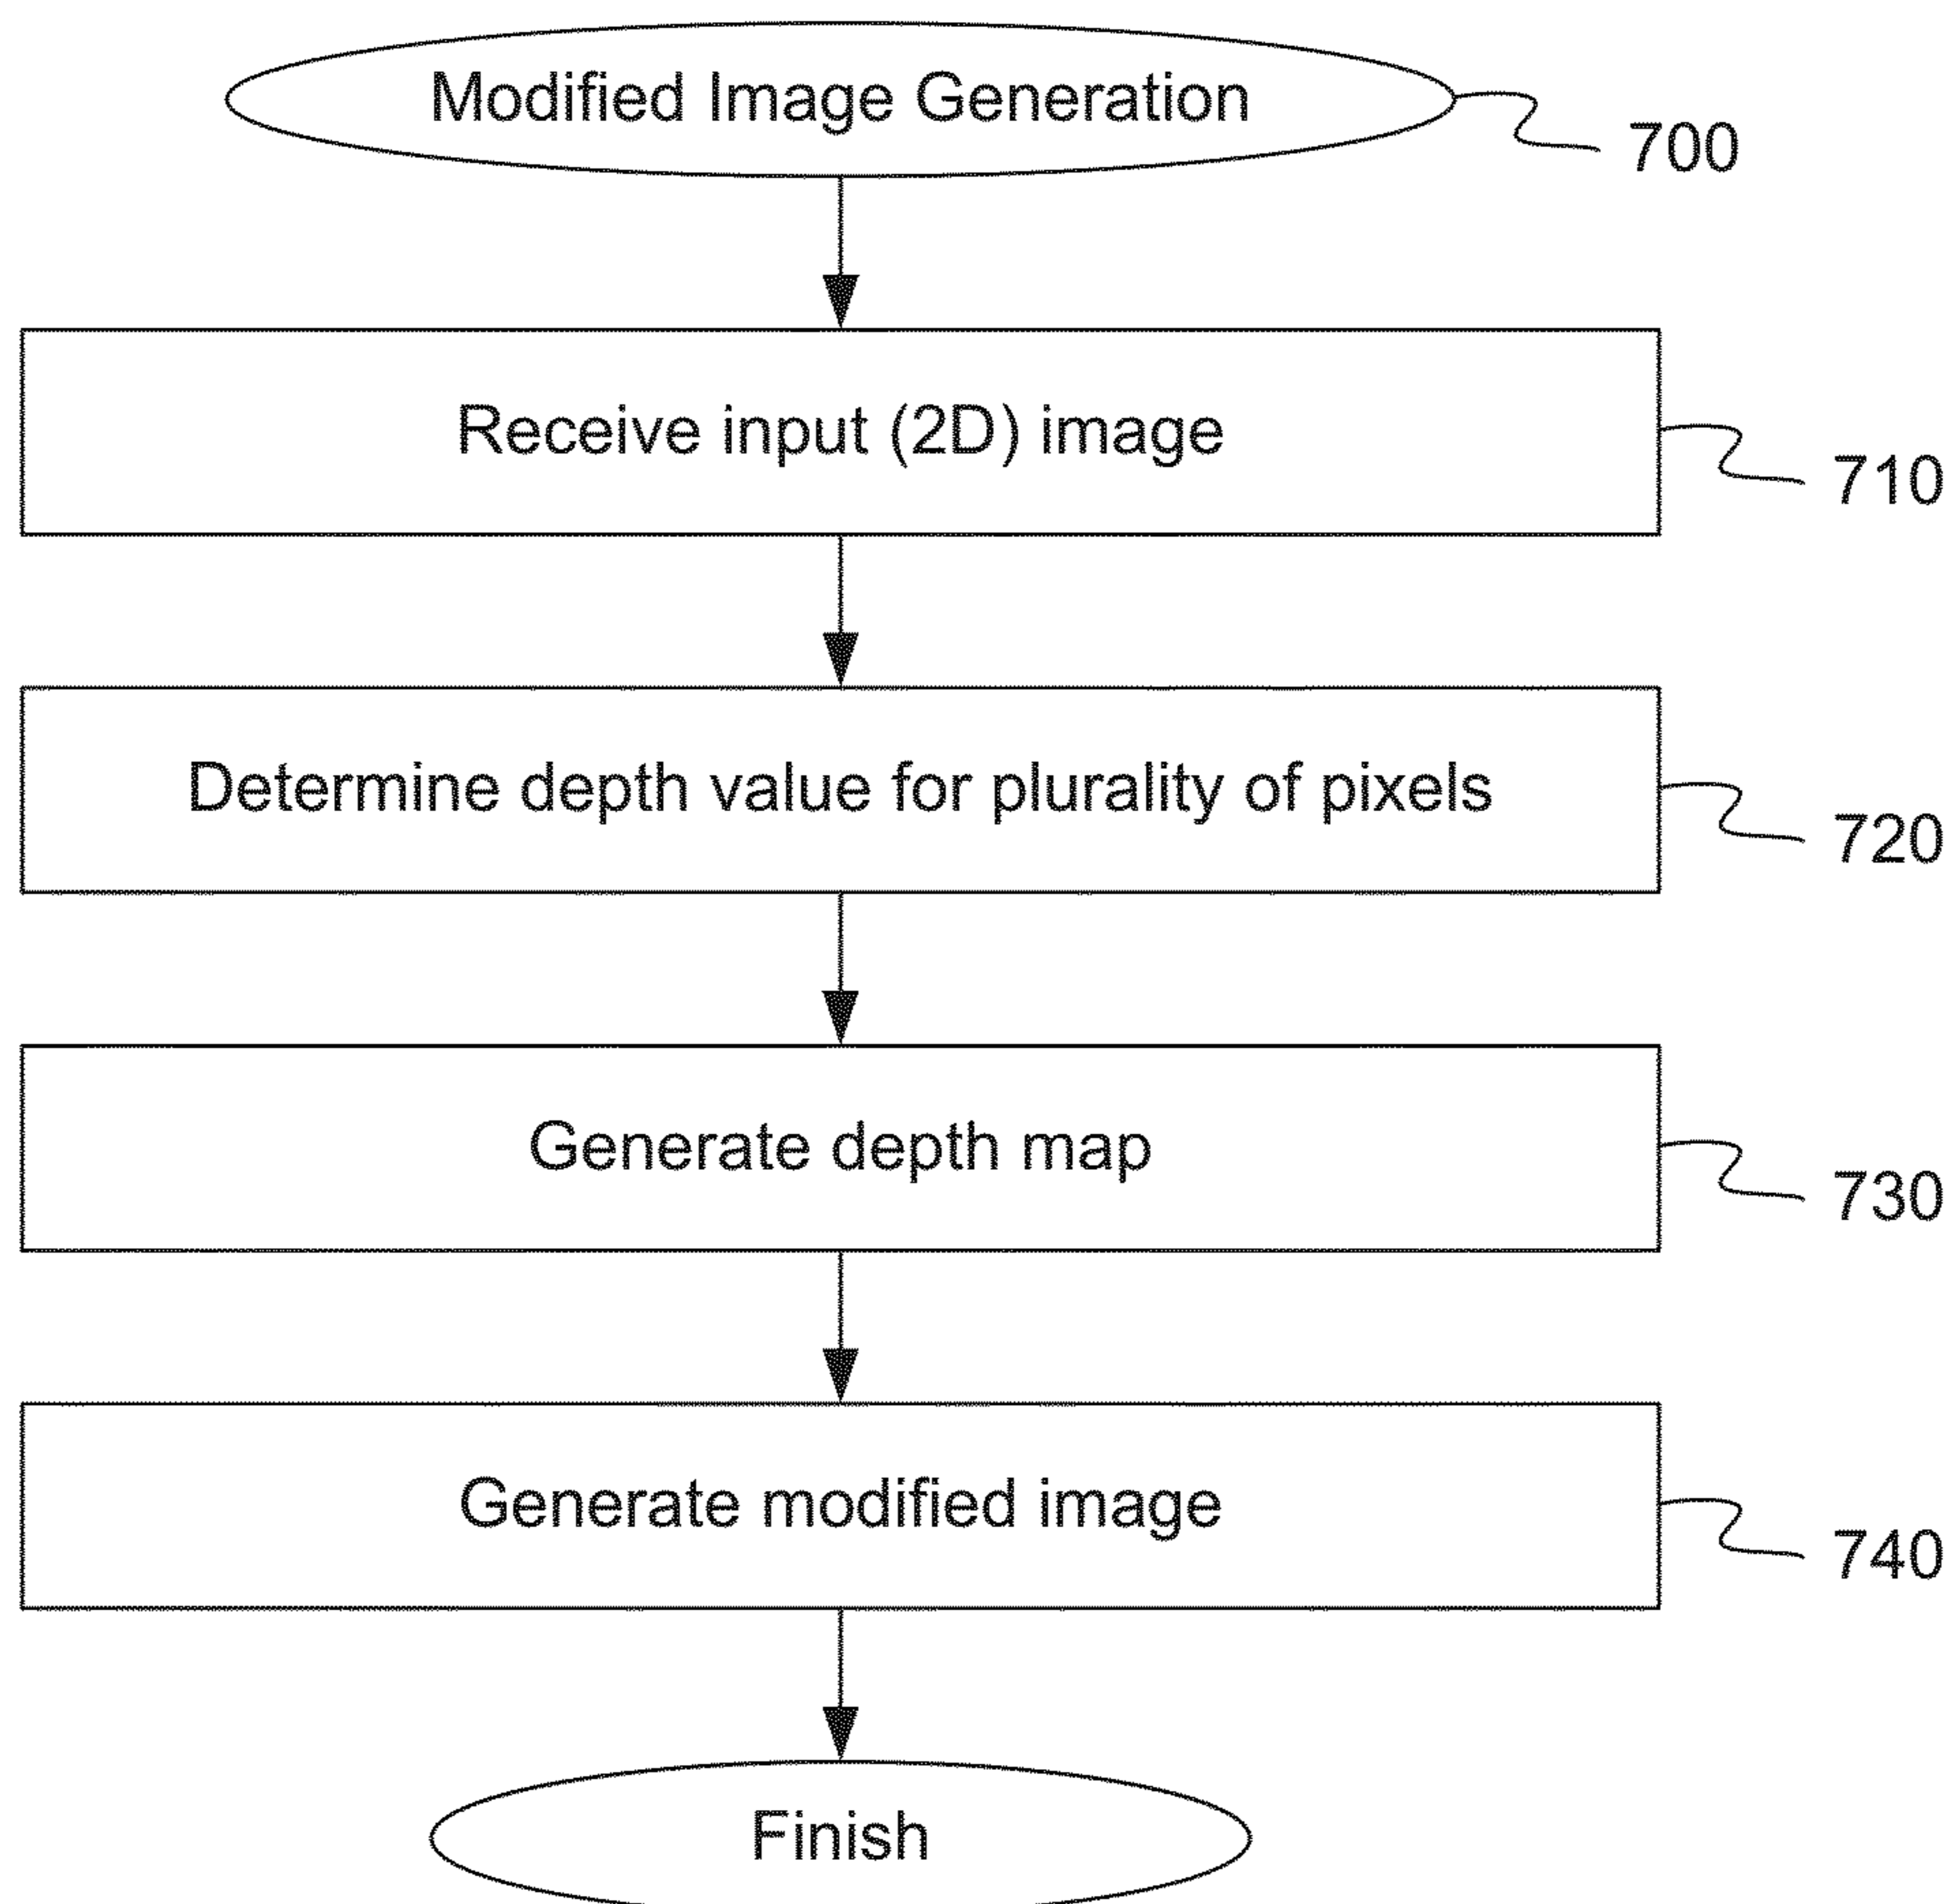 Modified Image Generation
700
Receive input (2D) image
710
Determine depth value for plurality of pixels
720
Generate depth map
730
Generate modified image
740
Finish